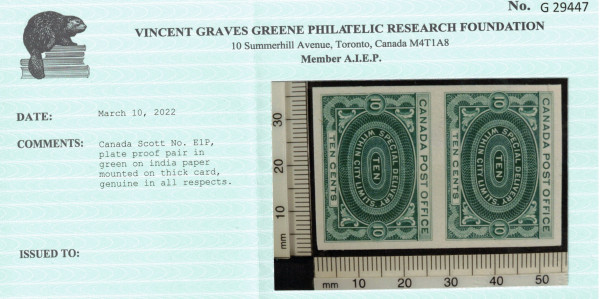 No. G 29447
VINCENT GRAVES GREENE PHILATELIC RESEARCH FOUNDATION
10 Summerhill Avenue, Toronto, Canada M4T1A8
Member A.I.E.P.
DATE: March 10, 2022
COMMENTS: Canada Scott No. E1P,
plate proof pair in
green on india paper
mounted on thick card,
genuine in all respects.
ISSUED TO:
mm 10 20 30
CANADA POST OFFICE
SPECIAL DELIVERY
WITHIN CITY LIMITS
TEN
10 10
TEN CENTS
CANADA POST OFFICE
SPECIAL DELIVERY
WITHIN CITY LIMITS
TEN
10 10
TEN CENTS
mm 10 20 30 40 50